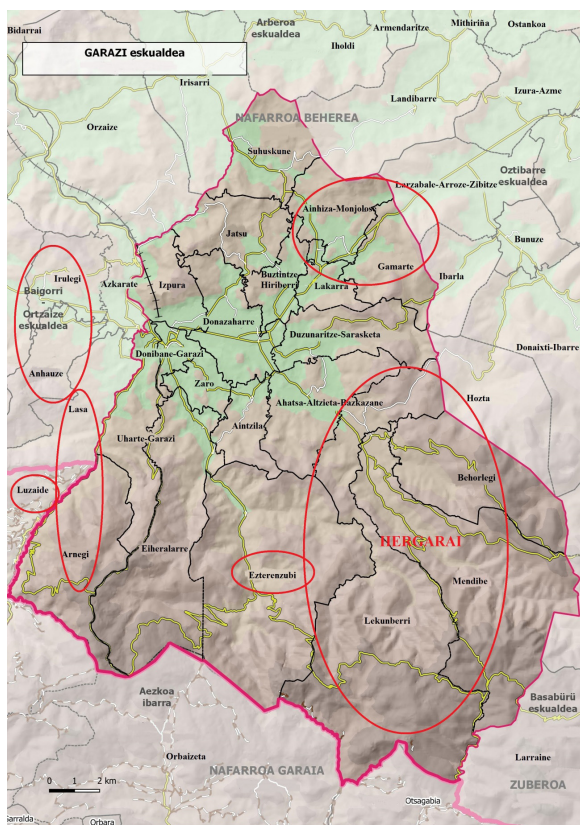 Bidarrai
Arberoa
eskualdea
Armendaritze
Mithiriña
Ostankoa
GARAZI eskualdea
Iholdi
Irisarri
Landibarre
Izura-Azme
Orzaize
NAFARROA BEHEREA
Suhuskune
Oztibarre
eskualdea
Larzabale-Arroze-Zibitze
Ainhiza-Monjolose
Jatsu
Bunuze
Irulegi
Azkarate
Izpura
Buztintze
Hiriberri
Lakarra
Gamarte
Ibarla
Baigorri
Ortzaize
eskualdea
Donazaharre
Duzunaritze-Sarasketa
Donibane-Garazi
Donaixti-Ibarre
Anhauze
Zaro
Lasa
Ahatsa-Altzieta-Bazkazane
Hozta
Uharte-Garazi
Aintzila
Behorlegi
Luzaide
HERGARAI
Arnegi
Eiheralarre
Ezterenzubi
Mendibe
Lekunberri
Aezkoa
ibarra
Basabürü
eskualdea
Orbaizeta
NAFARROA GARAIA
Larraine
ZUBEROA
0 1 2 km
Otsagabia
Garralda
Orbara